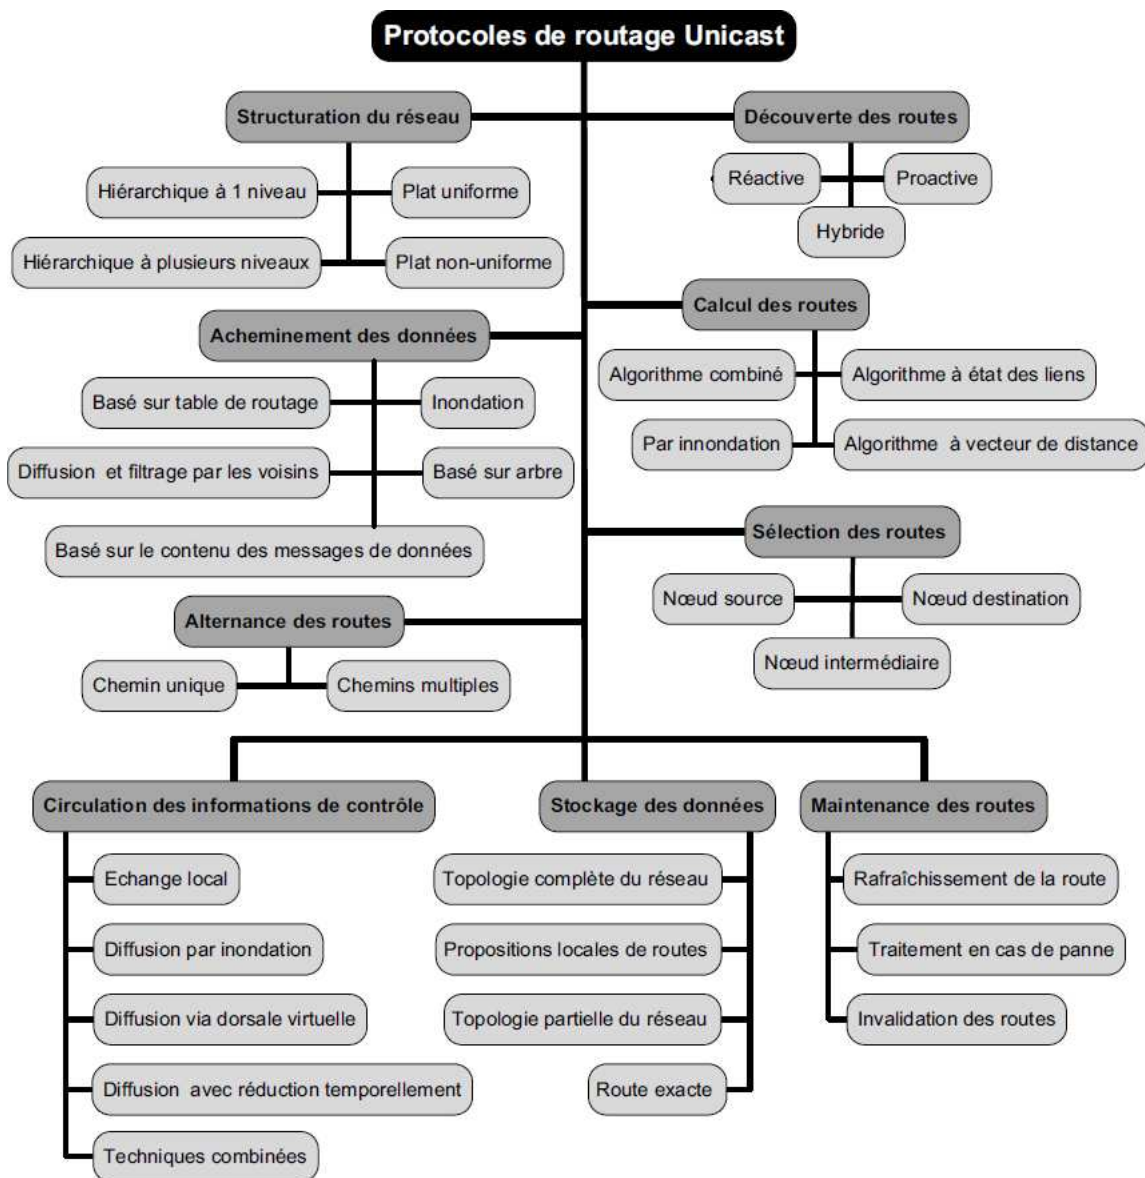 Protocoles de routage Unicast
Structuration du réseau
Découverte des routes
Hiérarchique à 1 niveau
Plat uniforme
Hiérarchique à plusieurs niveaux
Plat non-uniforme
Réactive
Proactive
Hybride
Acheminement des données
Calcul des routes
Basé sur table de routage
Inondation
Diffusion et filtrage par les voisins
Basé sur arbre
Basé sur le contenu des messages de données
Algorithme combiné
Algorithme à état des liens
Par innondation
Algorithme à vecteur de distance
Sélection des routes
Nœud source
Nœud destination
Nœud intermédiaire
Alternance des routes
Chemin unique
Chemins multiples
Circulation des informations de contrôle
Echange local
Diffusion par inondation
Diffusion via dorsale virtuelle
Diffusion avec réduction temporellement
Techniques combinées
Stockage des données
Topologie complète du réseau
Propositions locales de routes
Topologie partielle du réseau
Route exacte
Maintenance des routes
Rafraîchissement de la route
Traitement en cas de panne
Invalidation des routes